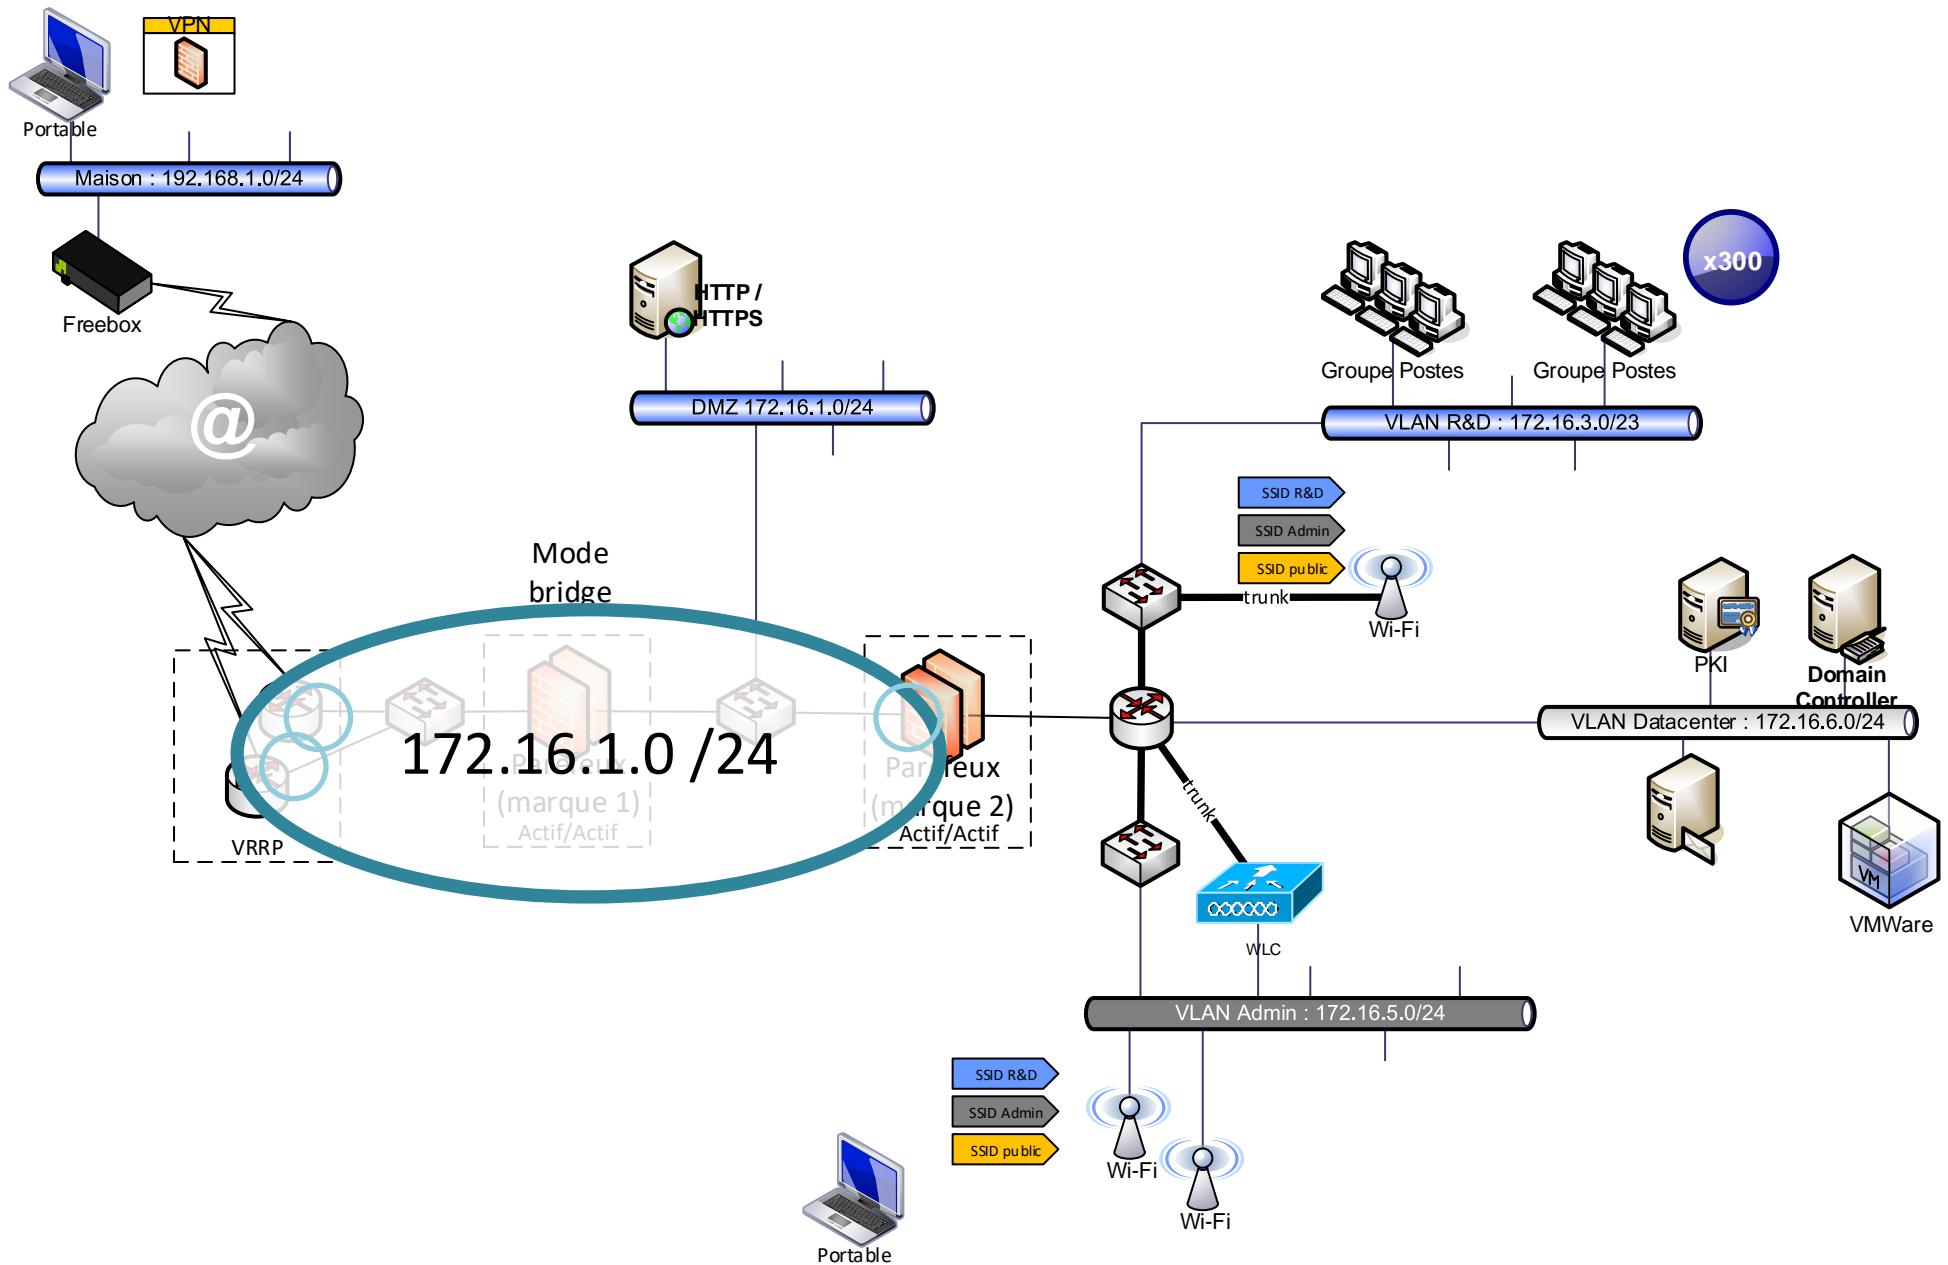 VPN
Portable
Maison : 192.168.1.0/24
Freebox
@
HTTP /
HTTPS
DMZ 172.16.1.0/24
x300
Groupe Postes
Groupe Postes
VLAN R&D : 172.16.3.0/23
SSID R&D
SSID Admin
SSID public
trunk
Wi-Fi
Mode
bridge
172.16.1.0 /24
VRRP
Pare-feux
(marque 1)
Actif/Actif
Pare-feux
(marque 2)
Actif/Actif
PKI
Domain
Controller
VLAN Datacenter : 172.16.6.0/24
trunk
VM
VMWare
WLC
VLAN Admin : 172.16.5.0/24
SSID R&D
SSID Admin
SSID public
Wi-Fi
Wi-Fi
Portable